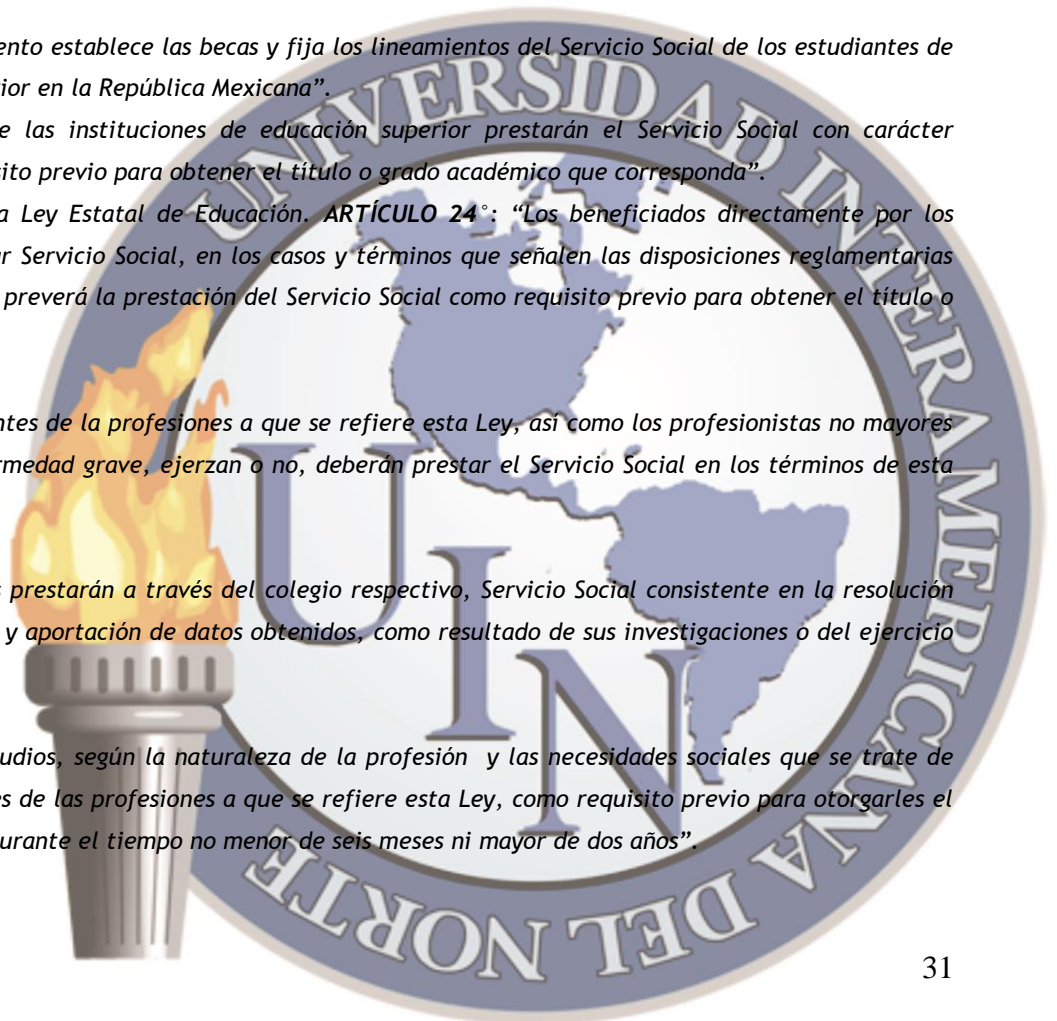 ento establece las becas y fija los lineamientos del Servicio Social de los estudiantes de
ior en la República Mexicana”.
e las instituciones de educación superior prestarán el Servicio Social con carácter
sito previo para obtener el título o grado académico que corresponda”.
a Ley Estatal de Educación. ARTÍCULO 24°: “Los beneficiados directamente por los
ar Servicio Social, en los casos y términos que señalen las disposiciones reglamentarias
preverá la prestación del Servicio Social como requisito previo para obtener el título o
ntes de la profesiones a que se refiere esta Ley, así como los profesionistas no mayores
ermedad grave, ejerzan o no, deberán prestar el Servicio Social en los términos de esta
s prestarán a través del colegio respectivo, Servicio Social consistente en la resolución
y aportación de datos obtenidos, como resultado de sus investigaciones o del ejercicio
udios, según la naturaleza de la profesión y las necesidades sociales que se trate de
es de las profesiones a que se refiere esta Ley, como requisito previo para otorgarles el
urante el tiempo no menor de seis meses ni mayor de dos años”.
UNIVERSIDAD INTERAMERICANA DEL NORTE
UIN
31